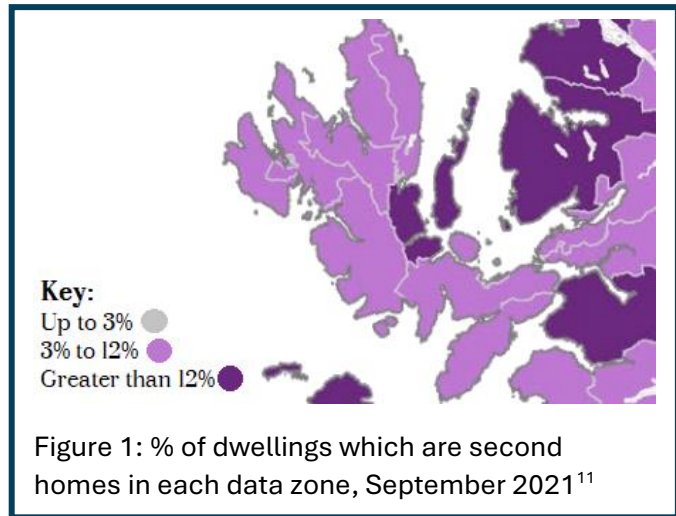 Key:
Up to 3%
3% to 12%
Greater than 12%
Figure 1: % of dwellings which are second
homes in each data zone, September 2021¹¹